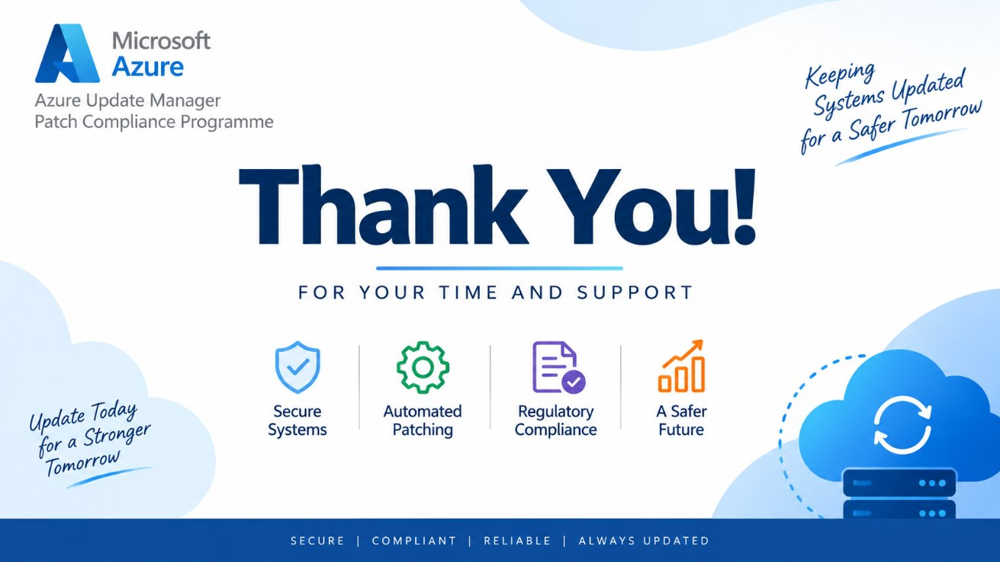 Microsoft
Azure
Azure Update Manager
Patch Compliance Programme
Keeping
Systems Updated
for a Safer Tomorrow
Thank You!
FOR YOUR TIME AND SUPPORT
Secure
Systems
Automated
Patching
Regulatory
Compliance
A Safer
Future
Update Today
for a Stronger
Tomorrow
SECURE | COMPLIANT | RELIABLE | ALWAYS UPDATED